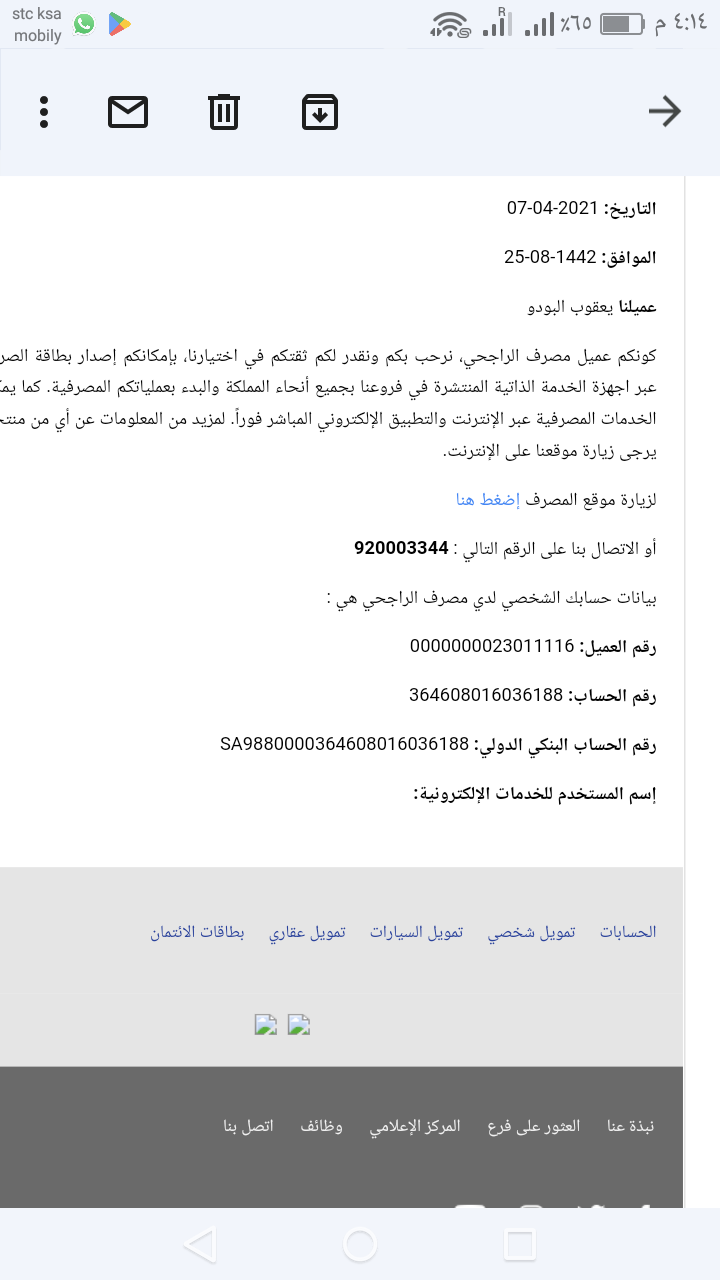 stc ksa
mobily
R
٪٦٥
٤:١٤ م
التاريخ: 2021-04-07
الموافق: 1442-08-25
عميلنا يعقوب البودو
كونكم عميل مصرف الراجحي، نرحب بكم ونقدر لكم ثقتكم في اختيارنا، بإمكانكم إصدار بطاقة الصر
عبر اجهزة الخدمة الذاتية المنتشرة في فروعنا بجميع أنحاء المملكة والبدء بعملياتكم المصرفية. كما يمك
الخدمات المصرفية عبر الإنترنت والتطبيق الإلكتروني المباشر فوراً. لمزيد من المعلومات عن أي من منتج
يرجى زيارة موقعنا على الإنترنت.
لزيارة موقع المصرف إضغط هنا
أو الاتصال بنا على الرقم التالي : 920003344
بيانات حسابك الشخصي لدي مصرف الراجحي هي :
رقم العميل: 0000000023011116
رقم الحساب: 364608016036188
رقم الحساب البنكي الدولي: SA9880000364608016036188
إسم المستخدم للخدمات الإلكترونية:
الحسابات تمويل شخصي تمويل السيارات تمويل عقاري بطاقات الائتمان
نبذة عنا العثور على فرع المركز الإعلامي وظائف اتصل بنا